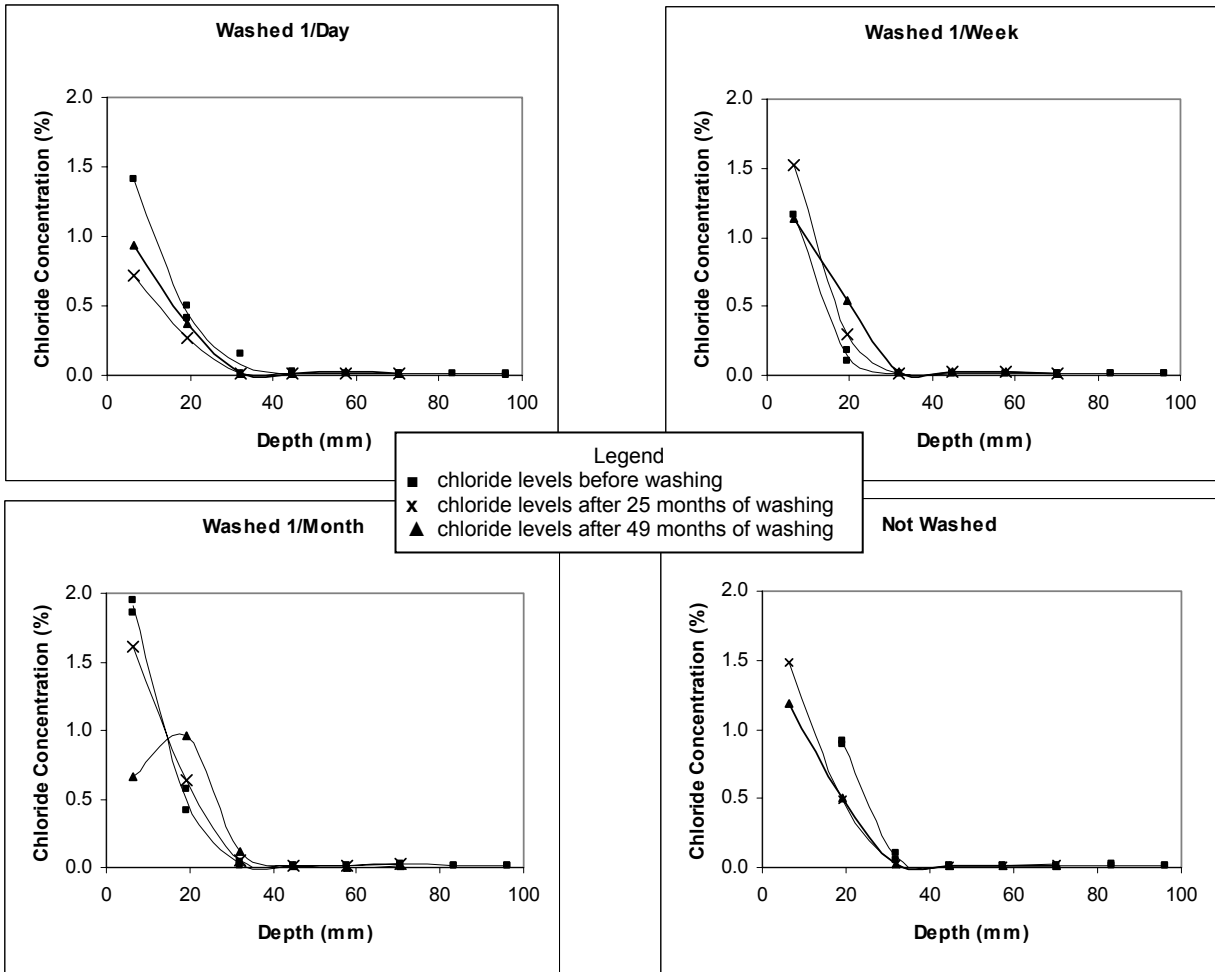 Washed 1/Day
2.0
1.5
1.0
0.5
0.0
0 20 40 60 80 100
Chloride Concentration (%)
Depth (mm)
Washed 1/Week
2.0
1.5
1.0
0.5
0.0
0 20 40 60 80 100
Chloride Concentration (%)
Depth (mm)
Legend
chloride levels before washing
x chloride levels after 25 months of washing
chloride levels after 49 months of washing
Washed 1/Month
2.0
1.5
1.0
0.5
0.0
0 20 40 60 80 100
Chloride Concentration (%)
Depth (mm)
Not Washed
2.0
1.5
1.0
0.5
0.0
0 20 40 60 80 100
Chloride Concentration (%)
Depth (mm)